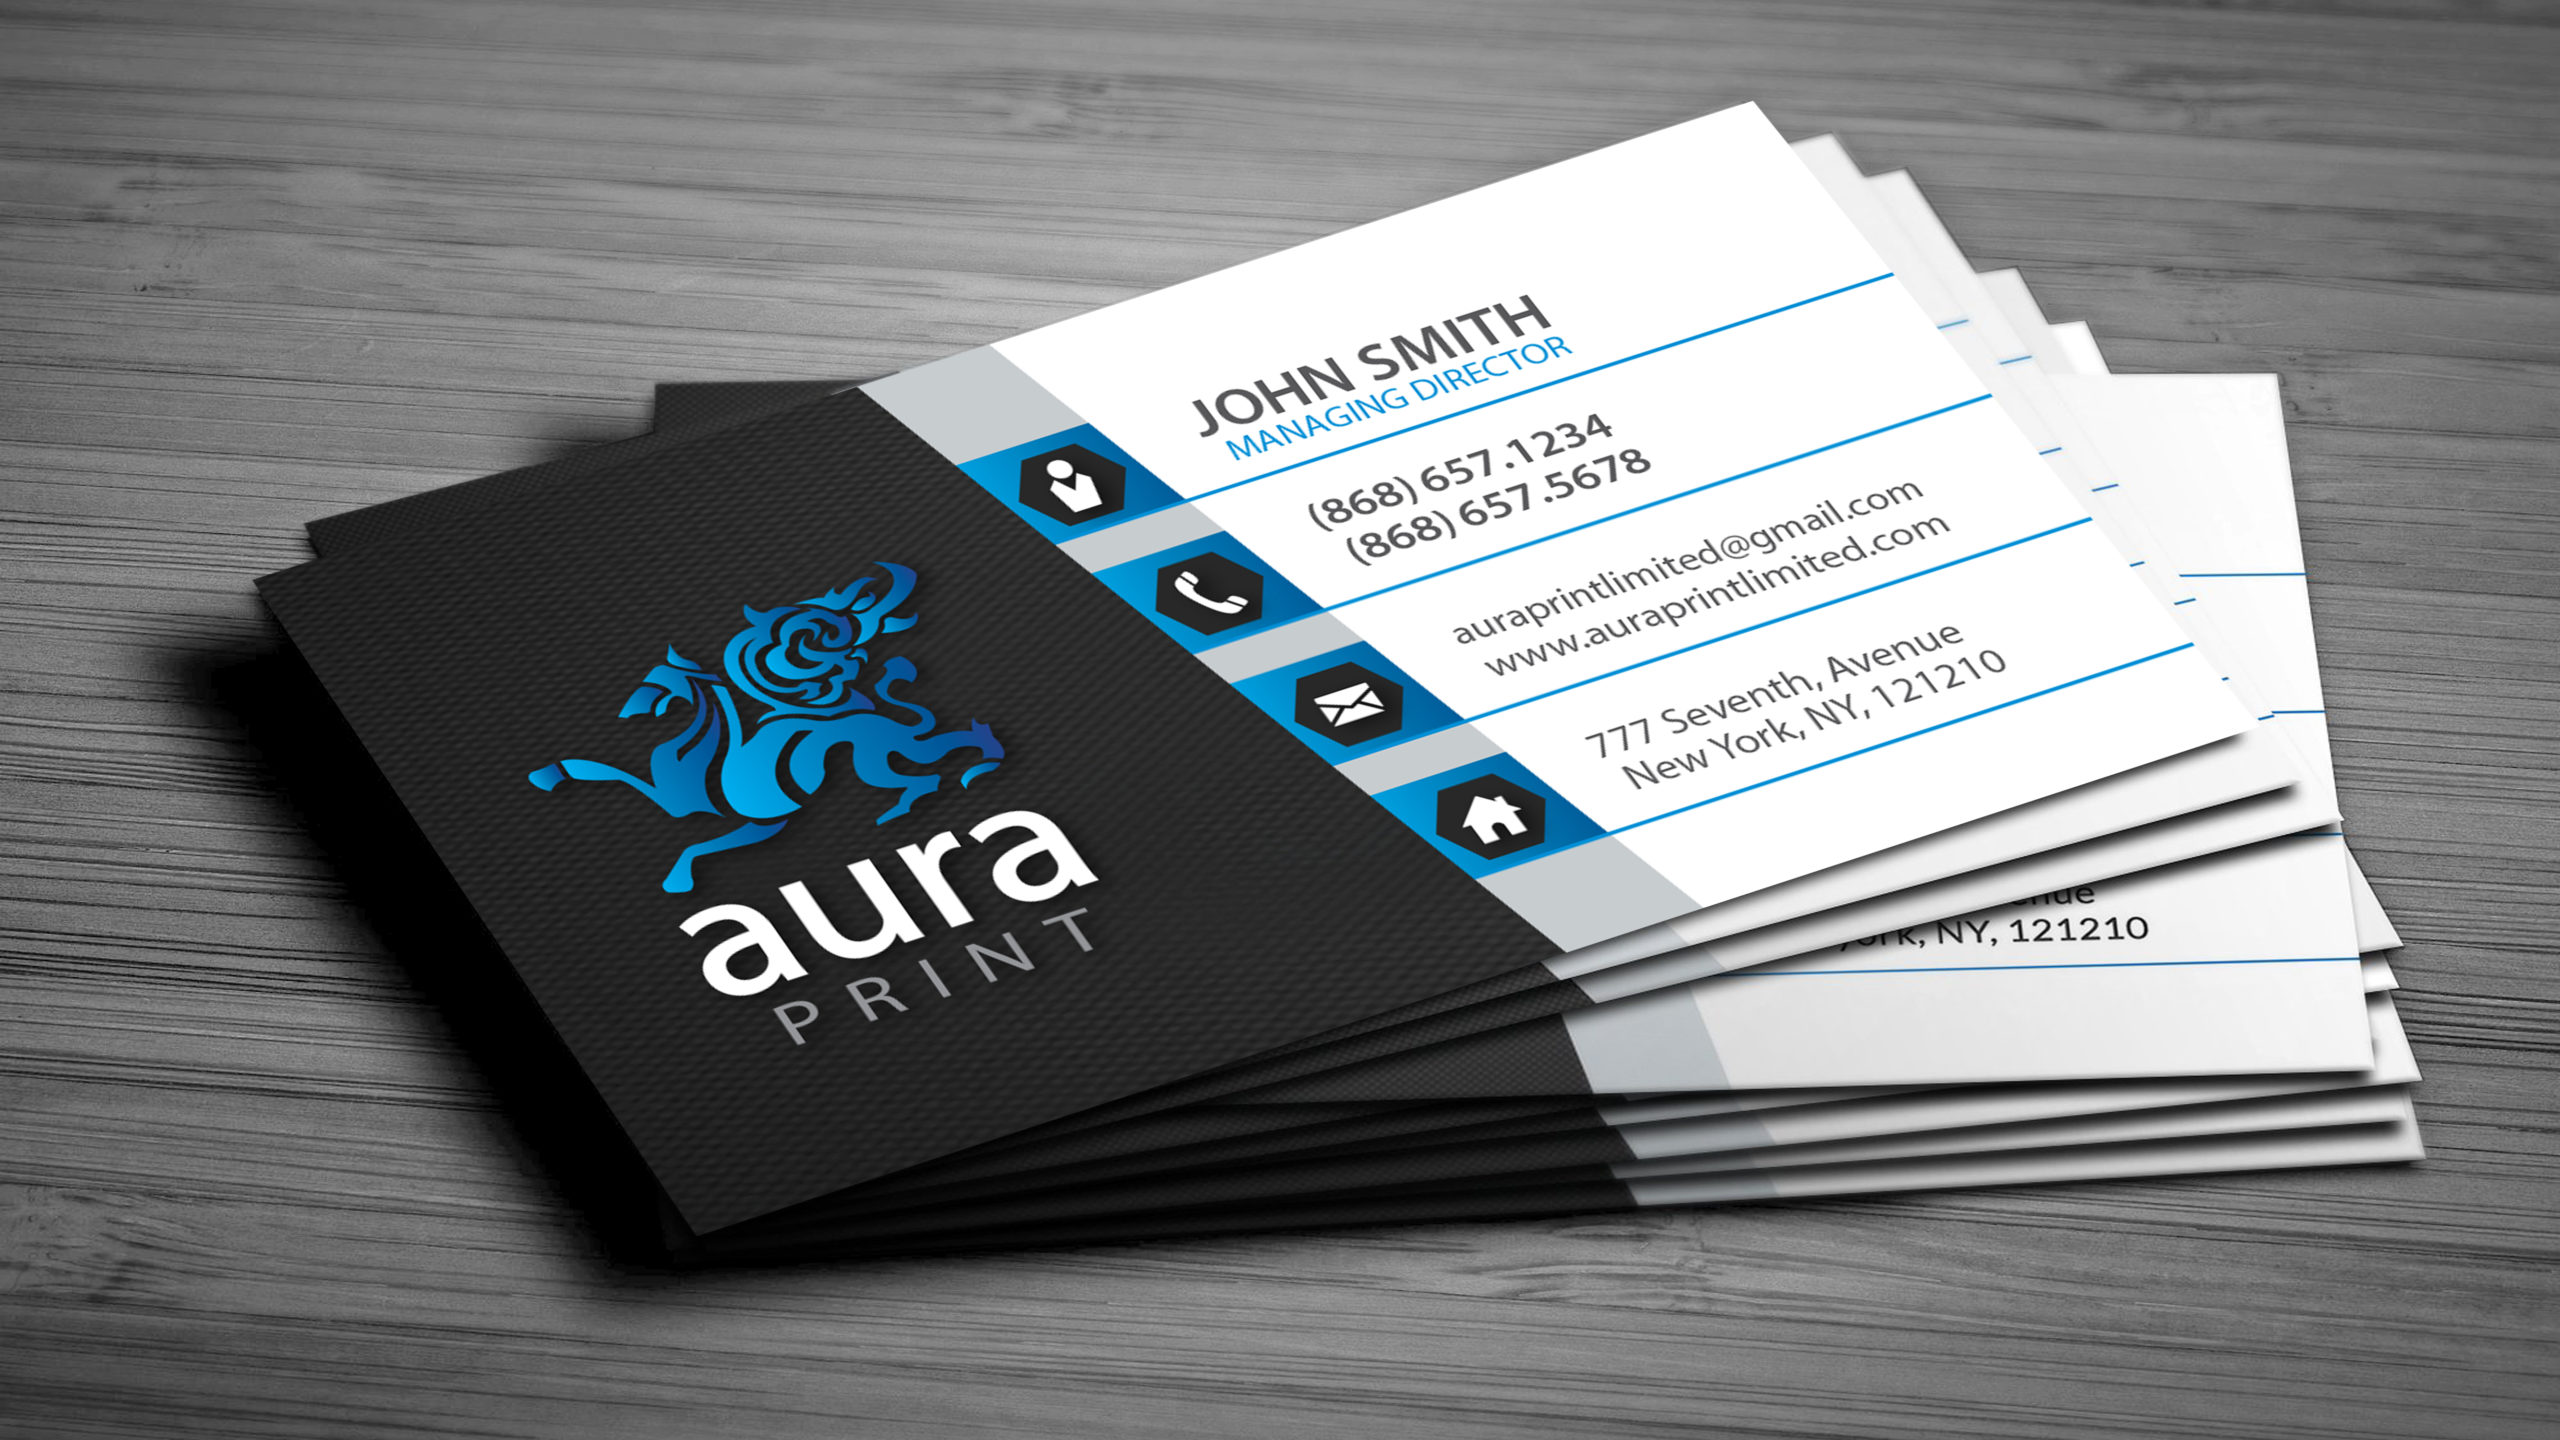 aura
PRINT
JOHN SMITH
MANAGING DIRECTOR
(868) 657.1234
(868) 657.5678
auraprintlimited@gmail.com
www.auraprintlimited.com
777 Seventh, Avenue
New York, NY, 121210
NY, 121210